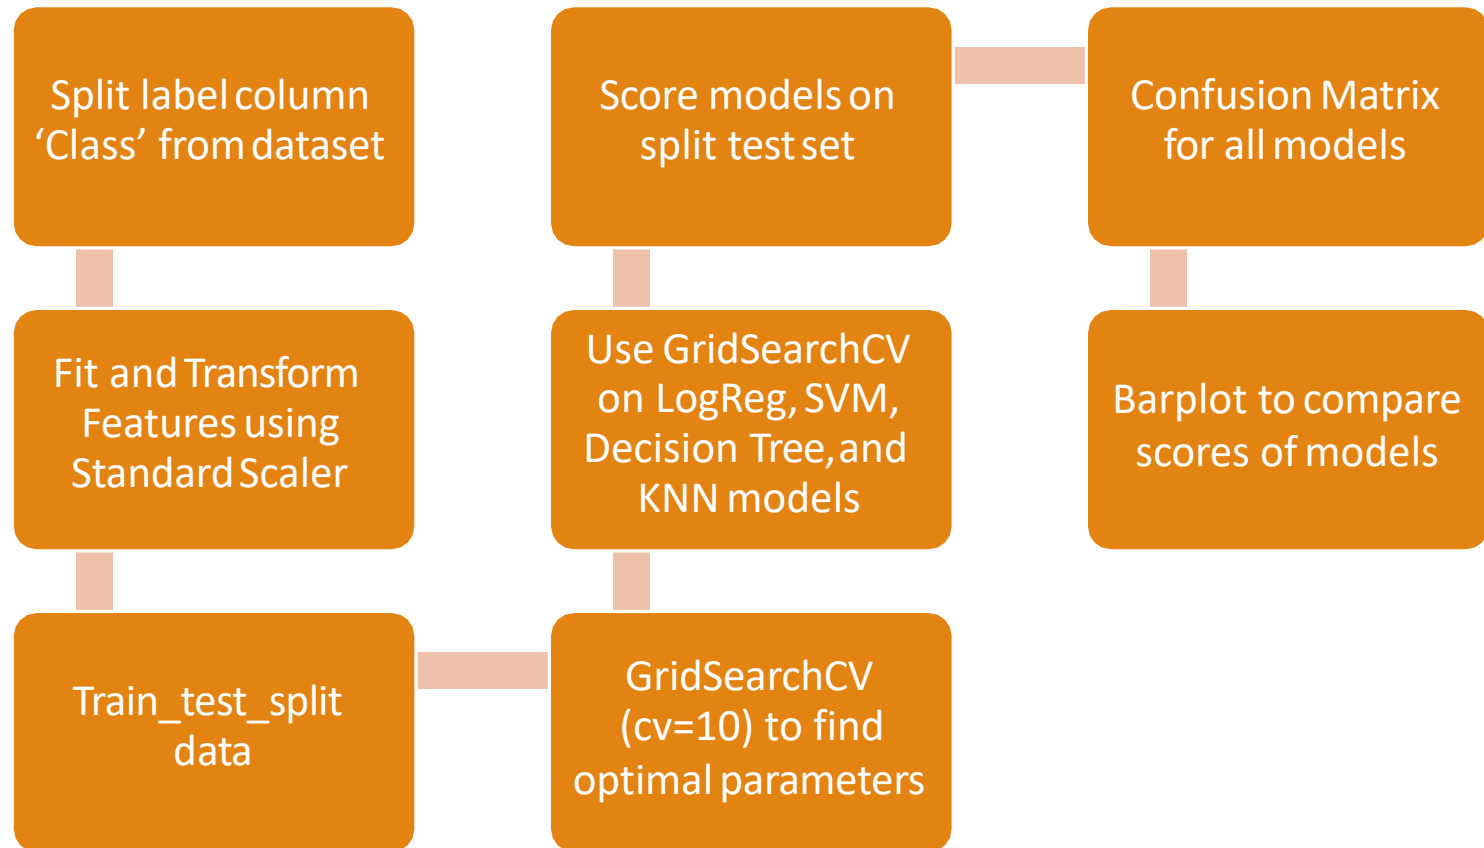 Split label column
‘Class’ from dataset
Fit and Transform
Features using
Standard Scaler
Train_test_split
data
GridSearchCV
(cv=10) to find
optimal parameters
Use GridSearchCV
on LogReg, SVM,
Decision Tree, and
KNN models
Score models on
split test set
Confusion Matrix
for all models
Barplot to compare
scores of models